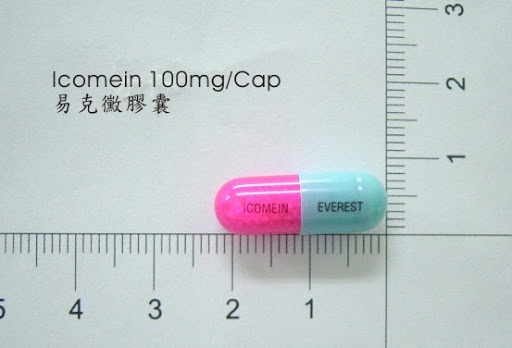 Icomein 100mg/Cap
易克黴膠囊
ICOMEIN EVEREST
3
2
1
5 4 3 2 1